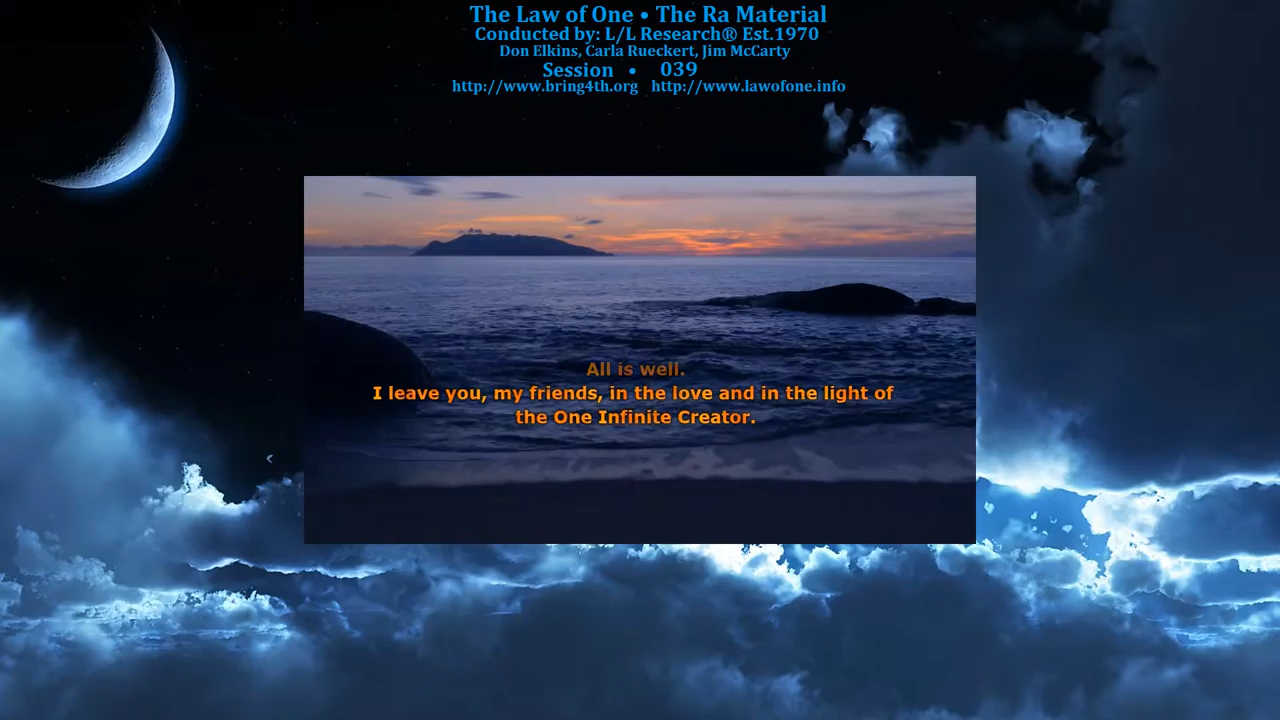 The Law of One • The Ra Material
Conducted by: L/L Research® Est.1970
Don Elkins, Carla Rueckert, Jim McCarty
Session • 039
http://www.bring4th.org http://www.lawofone.info
All is well.
I leave you, my friends, in the love and in the light of
the One Infinite Creator.